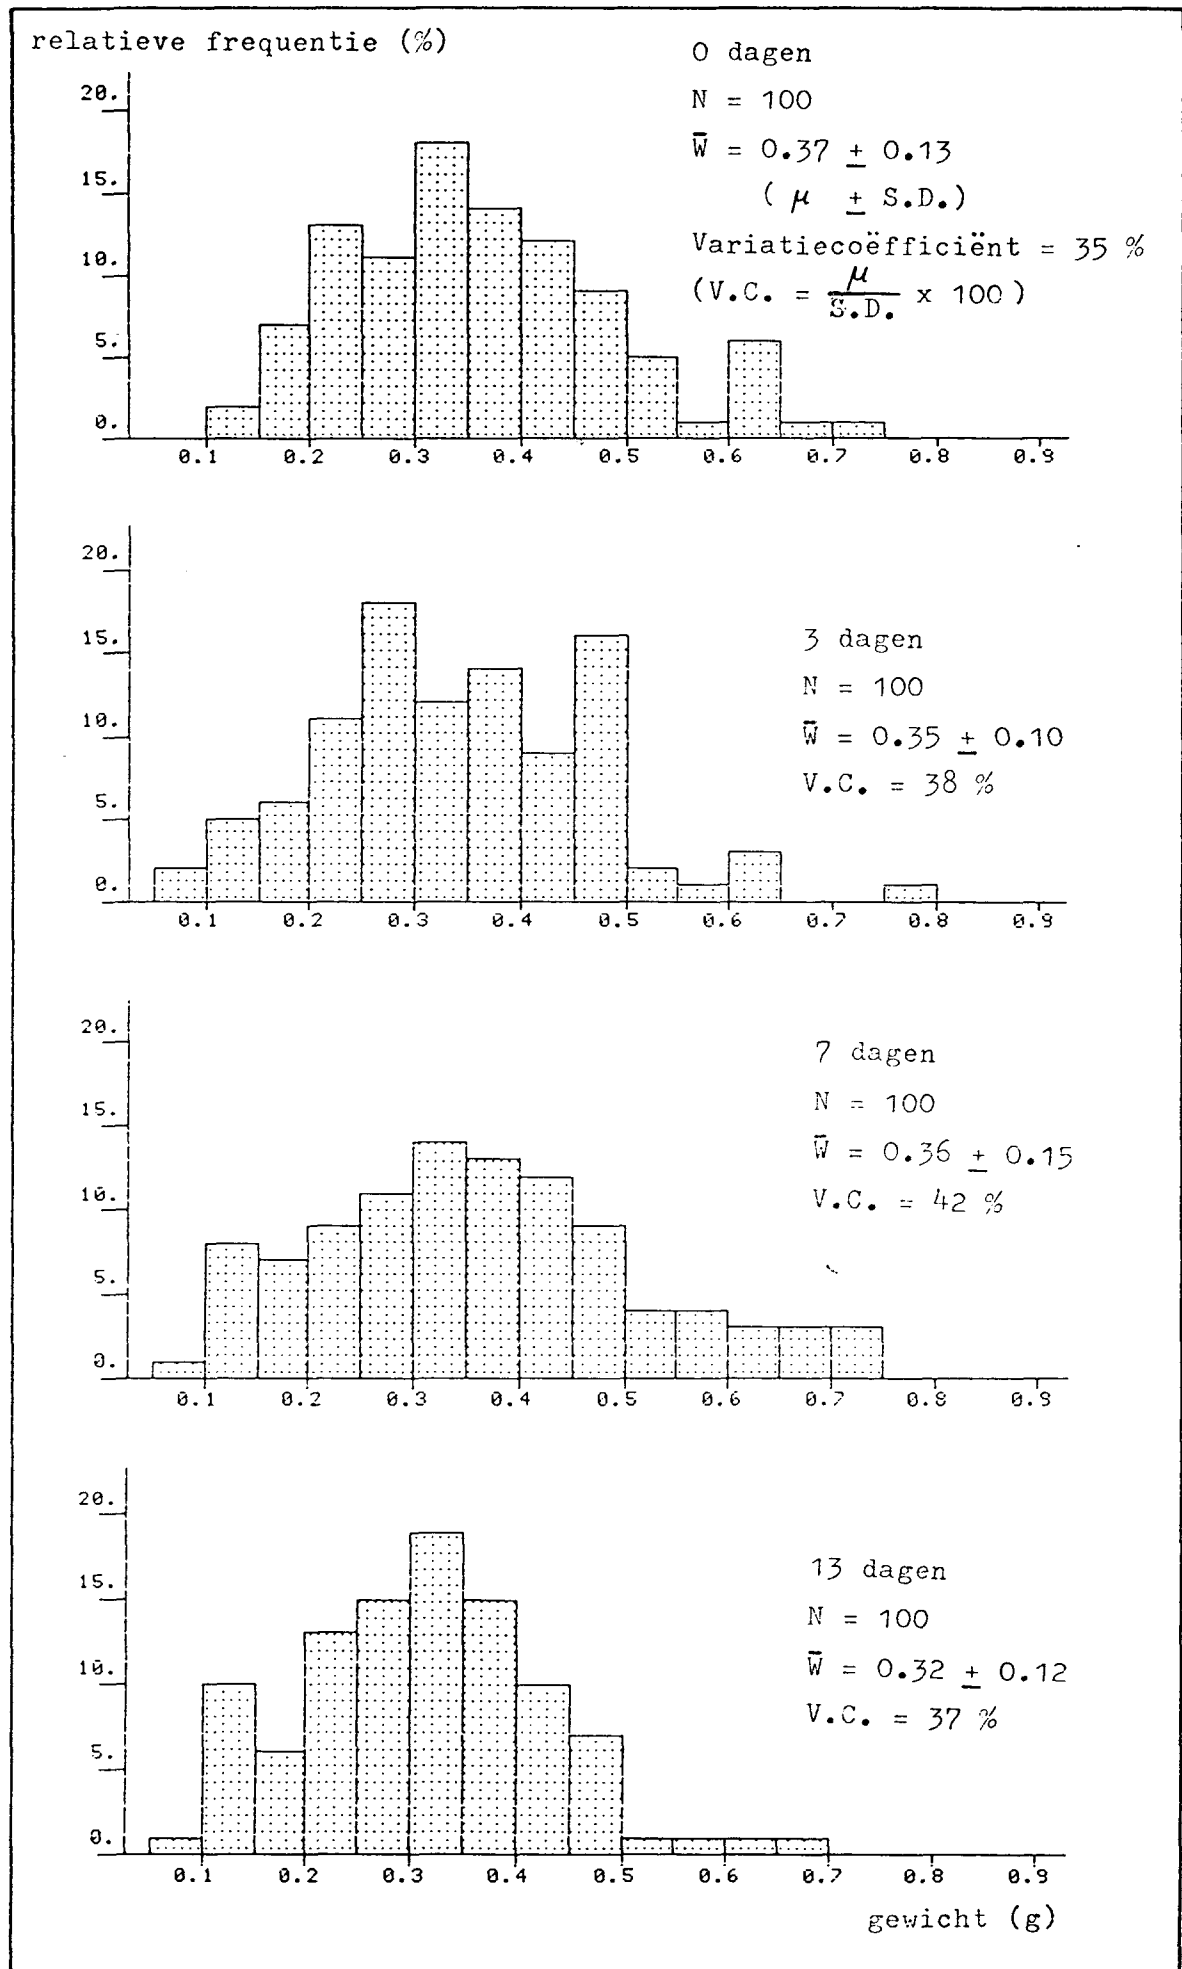 relatieve frequentie (%)
0 dagen
N = 100
W̄ = 0.37 ± 0.13
( μ ± S.D.)
Variatiecoëfficiënt = 35 %
(V.C. = μ / S.D. x 100 )
20.
15.
10.
5.
0.
0.1 0.2 0.3 0.4 0.5 0.6 0.7 0.8 0.9
3 dagen
N = 100
W̄ = 0.35 ± 0.10
V.C. = 38 %
20.
15.
10.
5.
0.
0.1 0.2 0.3 0.4 0.5 0.6 0.7 0.8 0.9
7 dagen
N = 100
W̄ = 0.36 ± 0.15
V.C. = 42 %
20.
15.
10.
5.
0.
0.1 0.2 0.3 0.4 0.5 0.6 0.7 0.8 0.9
13 dagen
N = 100
W̄ = 0.32 ± 0.12
V.C. = 37 %
20.
15.
10.
5.
0.
0.1 0.2 0.3 0.4 0.5 0.6 0.7 0.8 0.9
gewicht (g)